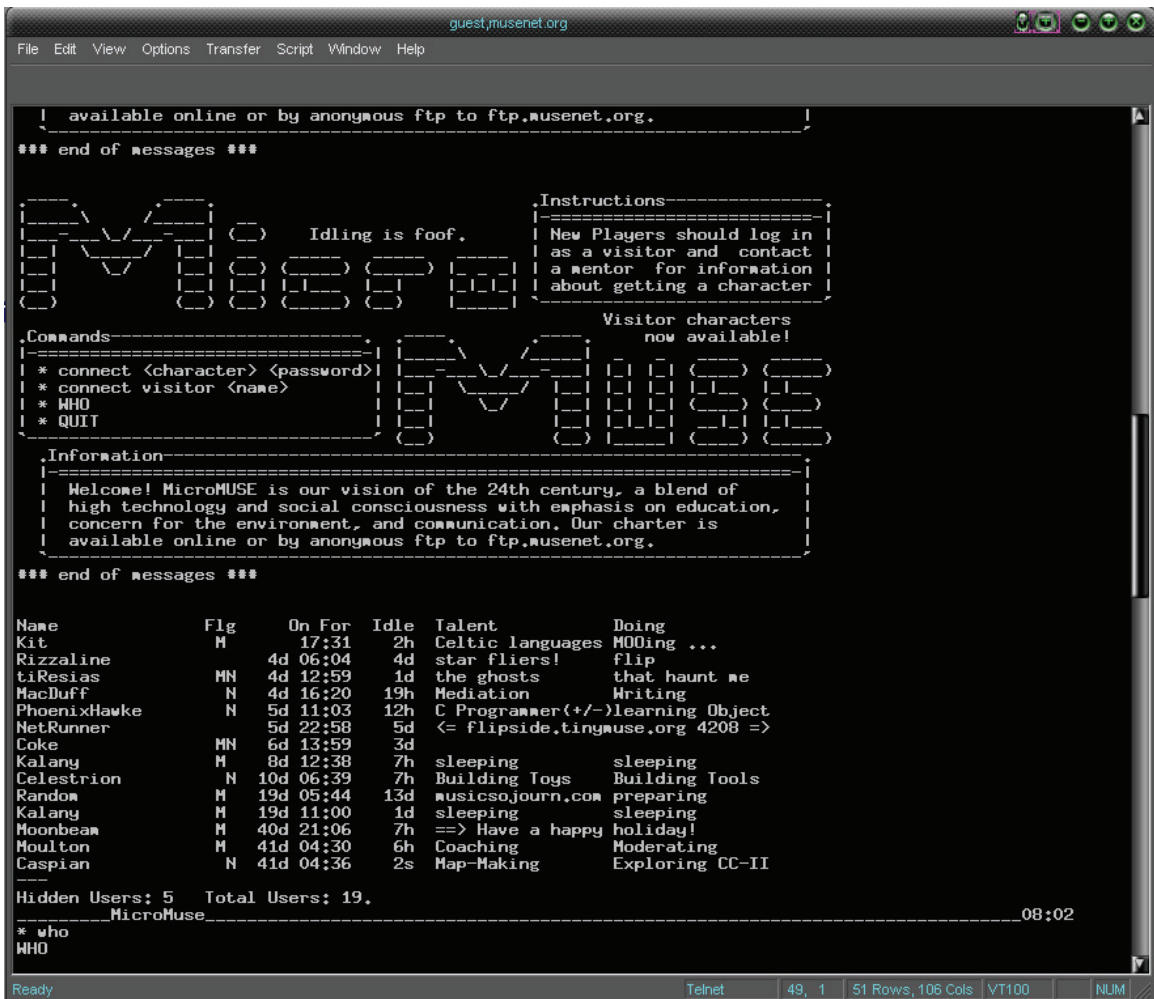 guest,musenet.org
File Edit View Options Transfer Script Window Help
| available online or by anonymous ftp to ftp.musenet.org. |
### end of messages ###
Micro
Idling is foof.
.Instructions----------------.
New Players should log in
as a visitor and contact
a mentor for information
about getting a character
Visitor characters
now available!
.Commands-----------------------------.
* connect <character> <password>
* connect visitor <name>
* WHO
* QUIT
Muse
.Information-----------------------------------------------------------------.
Welcome! MicroMUSE is our vision of the 24th century, a blend of
high technology and social consciousness with emphasis on education,
concern for the environment, and communication. Our charter is
available online or by anonymous ftp to ftp.musenet.org.
### end of messages ###
Name Flg On For Idle Talent Doing
Kit M 17:31 2h Celtic languages MOOing ...
Rizzaline 4d 06:04 4d star fliers! flip
tiResias MN 4d 12:59 1d the ghosts that haunt me
MacDuff N 4d 16:20 19h Mediation Writing
PhoenixHawke N 5d 11:03 12h C Programmer(+/-)learning Object
NetRunner 5d 22:58 5d <= flipside.tinymuse.org 4208 =>
Coke MN 6d 13:59 3d
Kalany M 8d 12:38 7h sleeping sleeping
Celestrion N 10d 06:39 7h Building Toys Building Tools
Random M 19d 05:44 13d musicsojourn.com preparing
Kalany M 19d 11:00 1d sleeping sleeping
Moonbeam M 40d 21:06 7h ==> Have a happy holiday!
Moulton M 41d 04:30 6h Coaching Moderating
Caspian N 41d 04:36 2s Map-Making Exploring CC-II
---
Hidden Users: 5 Total Users: 19.
_________MicroMuse_______________________________________________________________________________08:02
* who
WHO
Ready Telnet 49, 1 51 Rows, 106 Cols VT100 NUM